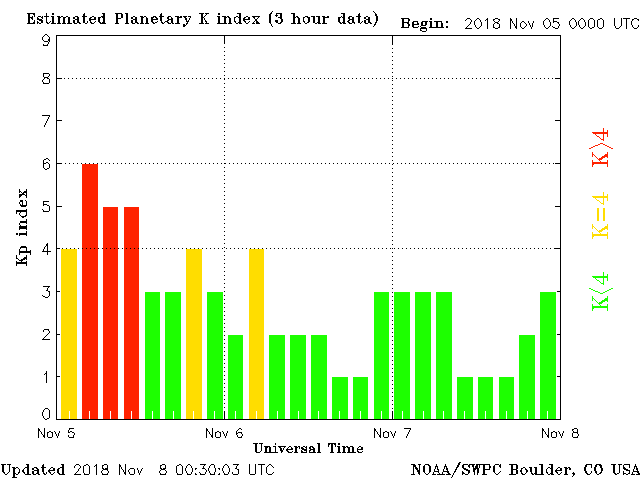 Estimated Planetary K index (3 hour data) Begin: 2018 Nov 05 0000 UTC
9
8
7
6
5
4
3
2
1
0
Kp index
K>4
K=4
K<4
Nov 5 Nov 6 Nov 7 Nov 8
Universal Time
Updated 2018 Nov 8 00:30:03 UTC NOAA/SWPC Boulder, CO USA